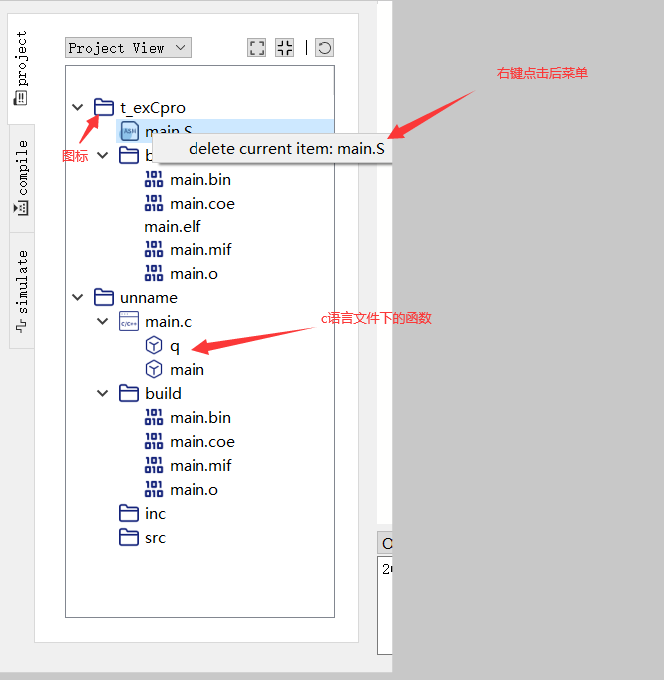 project
compile
simulate
Project View
右键点击后菜单
t_exCpro
main.S
图标
delete current item: main.S
main.bin
main.coe
main.elf
main.mif
main.o
unname
main.c
c语言文件下的函数
q
main
build
main.bin
main.coe
main.mif
main.o
inc
src